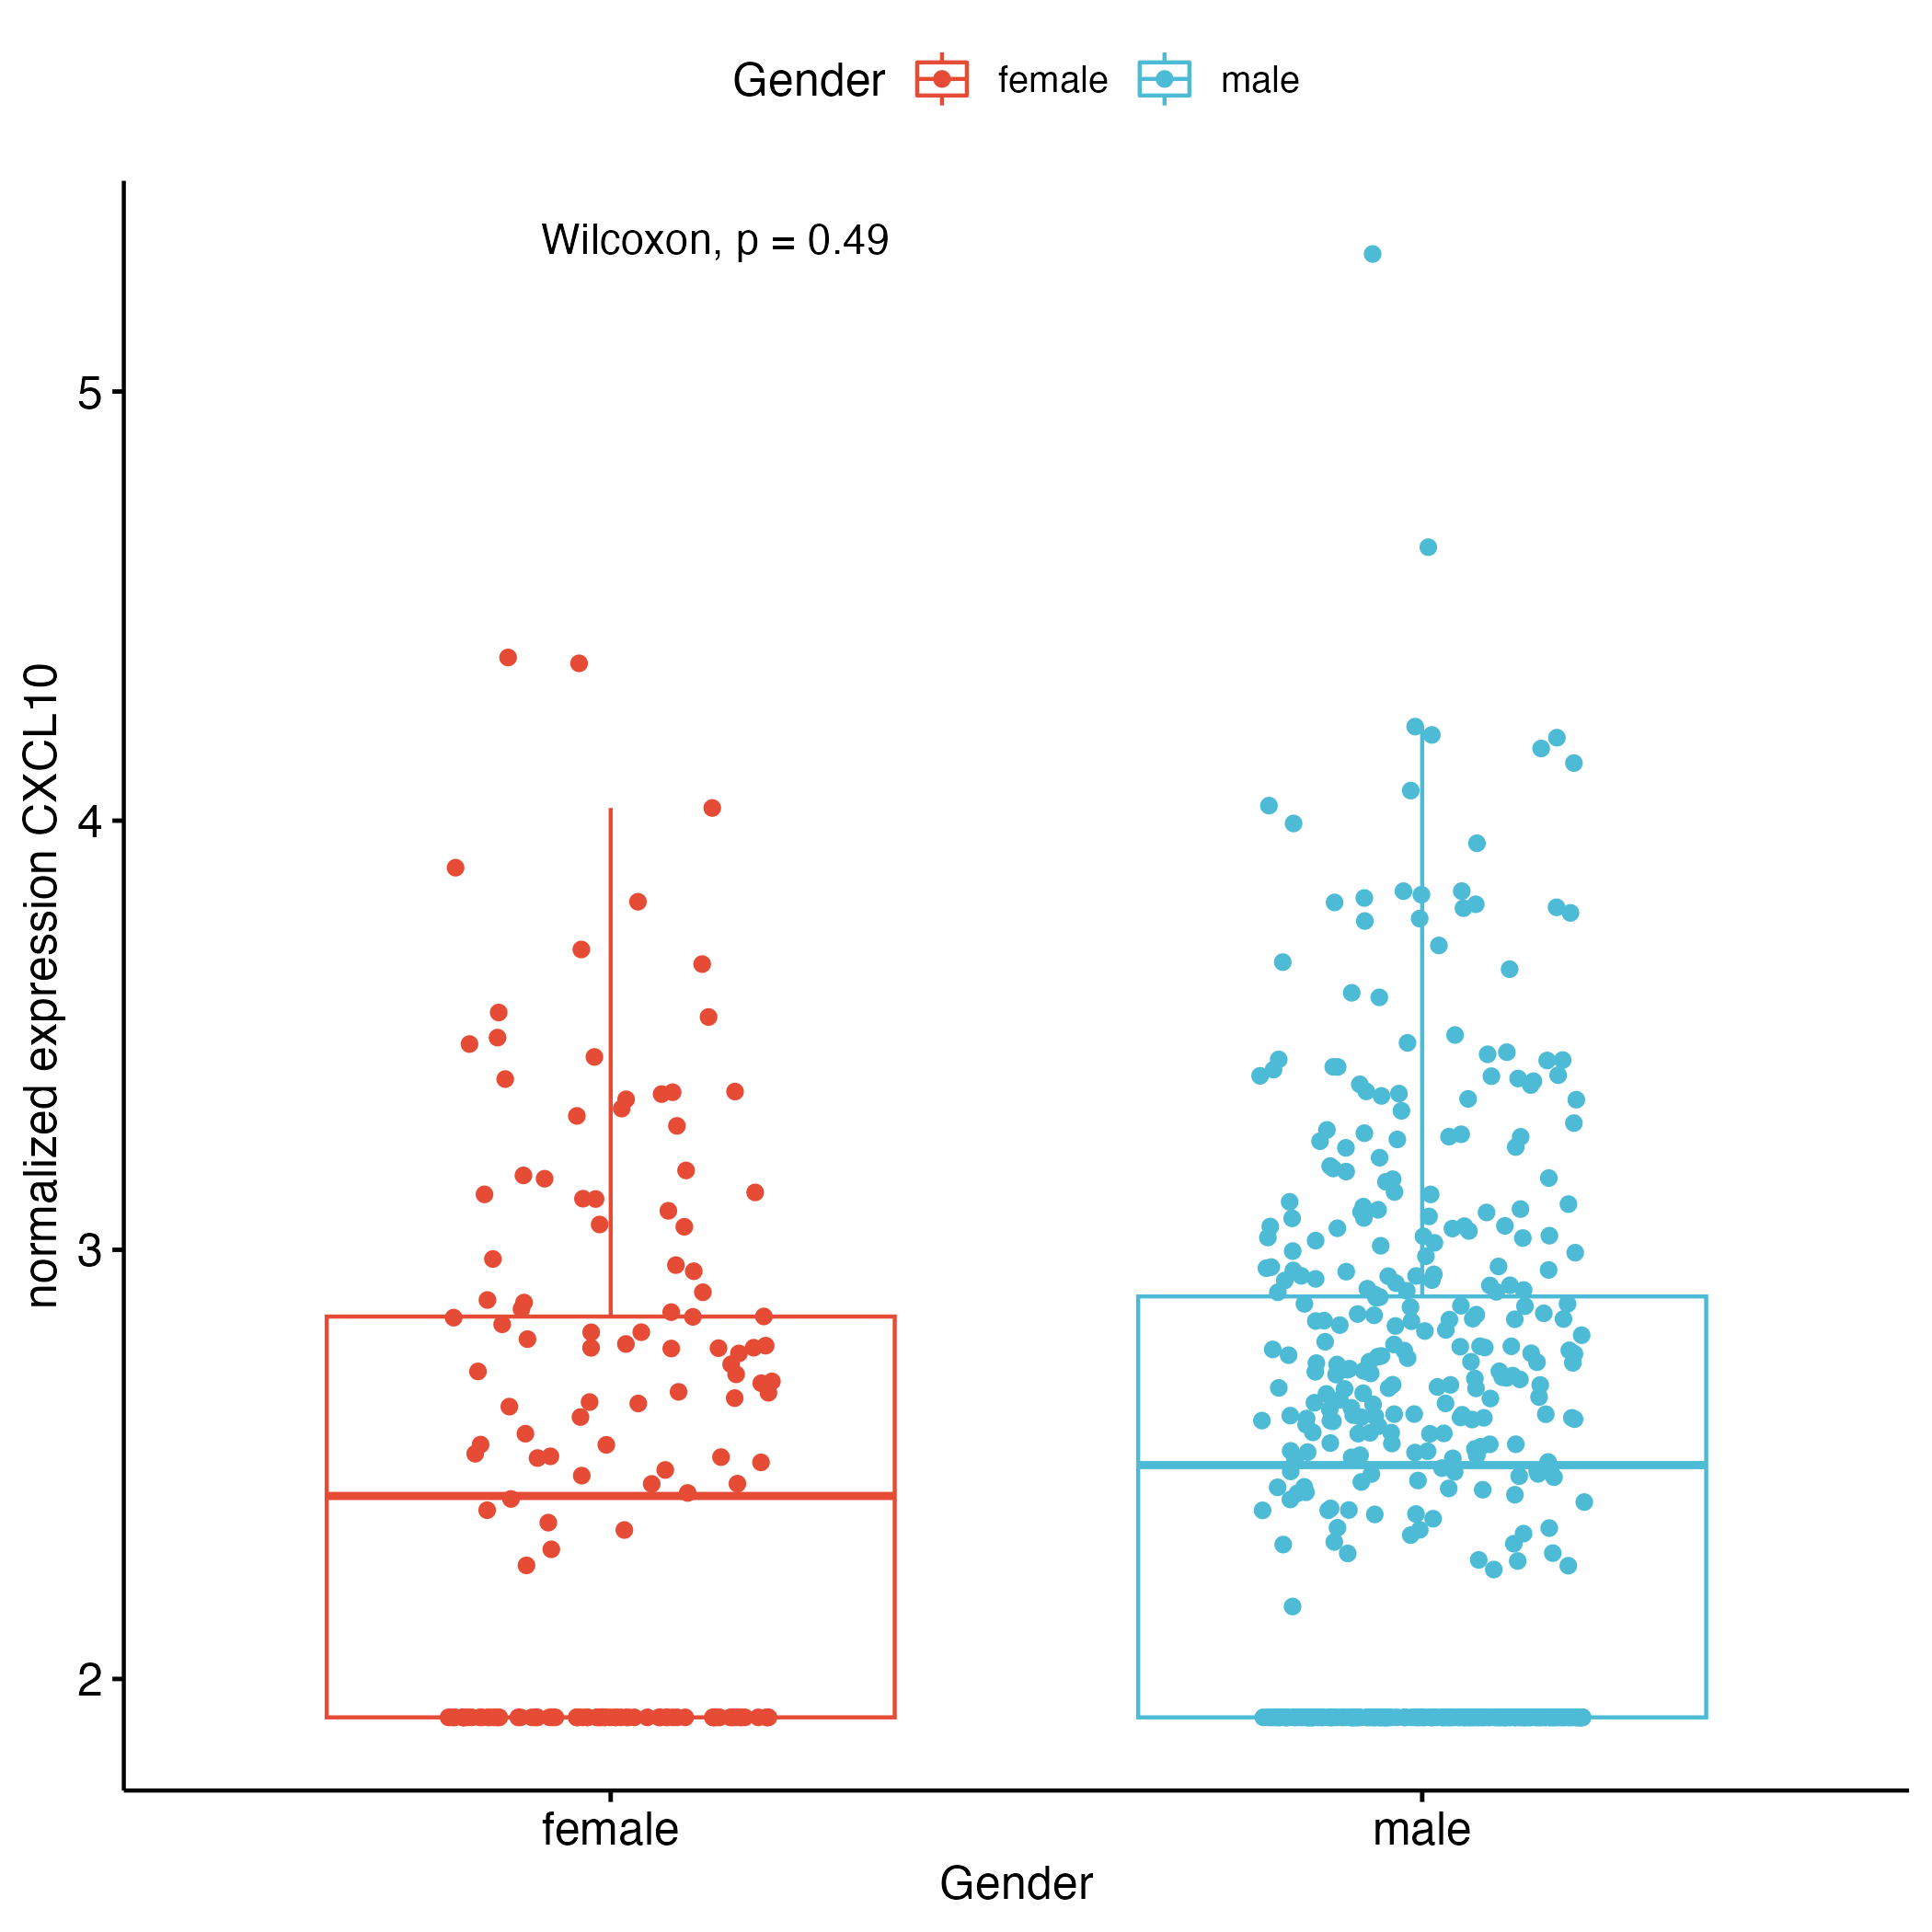 Gender female male
Wilcoxon, p = 0.49
normalized expression CXCL10
5
4
3
2
female male
Gender